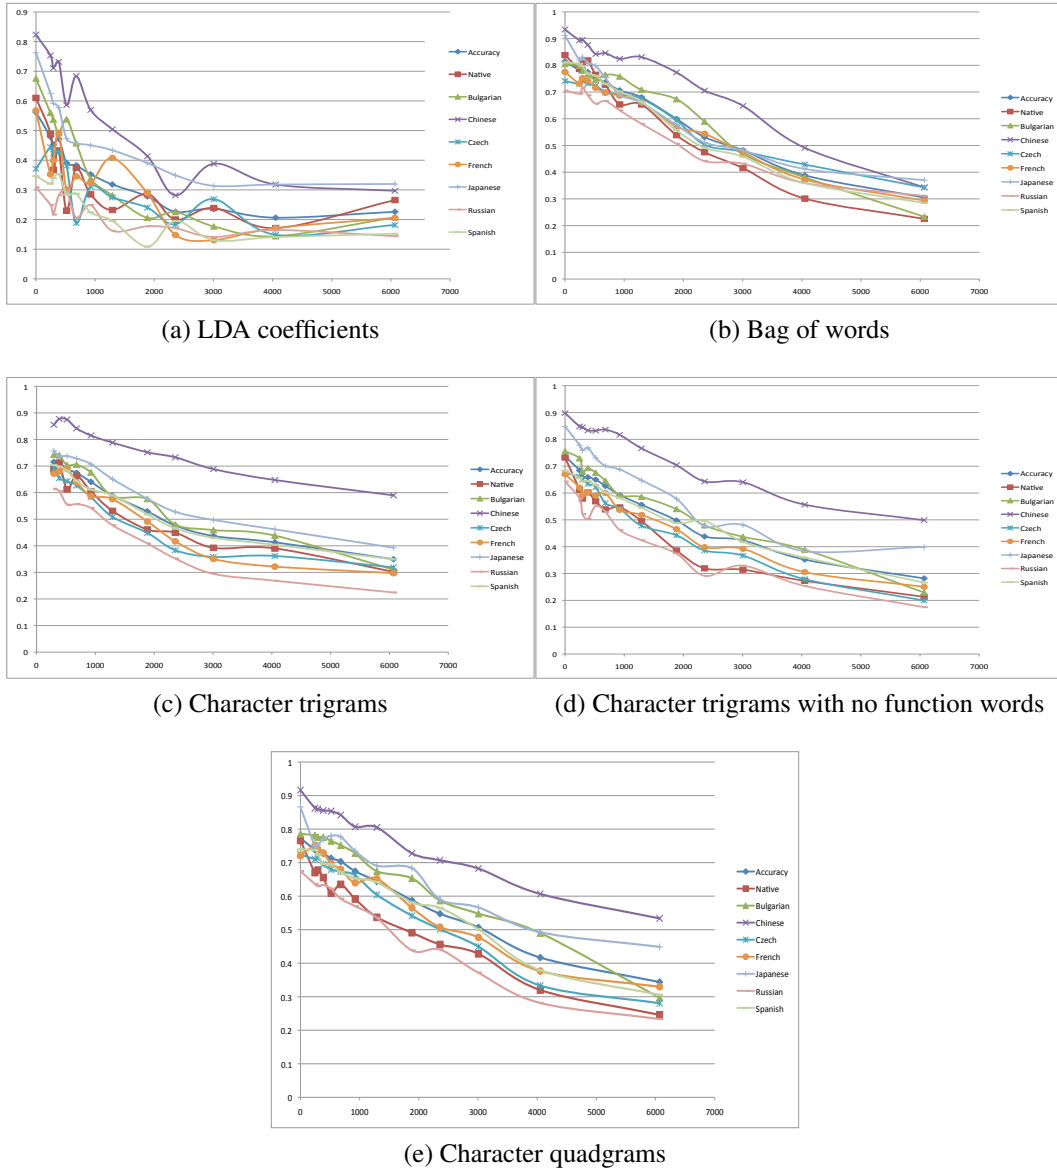 0.9
0.8
0.7
0.6
0.5
0.4
0.3
0.2
0.1
0
0 1000 2000 3000 4000 5000 6000 7000
Accuracy
Native
Bulgarian
Chinese
Czech
French
Japanese
Russian
Spanish
(a) LDA coefficients
1
0.9
0.8
0.7
0.6
0.5
0.4
0.3
0.2
0.1
0
0 1000 2000 3000 4000 5000 6000 7000
Accuracy
Native
Bulgarian
Chinese
Czech
French
Japanese
Russian
Spanish
(b) Bag of words
1
0.9
0.8
0.7
0.6
0.5
0.4
0.3
0.2
0.1
0
0 1000 2000 3000 4000 5000 6000 7000
Accuracy
Native
Bulgarian
Chinese
Czech
French
Japanese
Russian
Spanish
(c) Character trigrams
1
0.9
0.8
0.7
0.6
0.5
0.4
0.3
0.2
0.1
0
0 1000 2000 3000 4000 5000 6000 7000
Accuracy
Native
Bulgarian
Chinese
Czech
French
Japanese
Russian
Spanish
(d) Character trigrams with no function words
1
0.9
0.8
0.7
0.6
0.5
0.4
0.3
0.2
0.1
0
0 1000 2000 3000 4000 5000 6000 7000
Accuracy
Native
Bulgarian
Chinese
Czech
French
Japanese
Russian
Spanish
(e) Character quadgrams